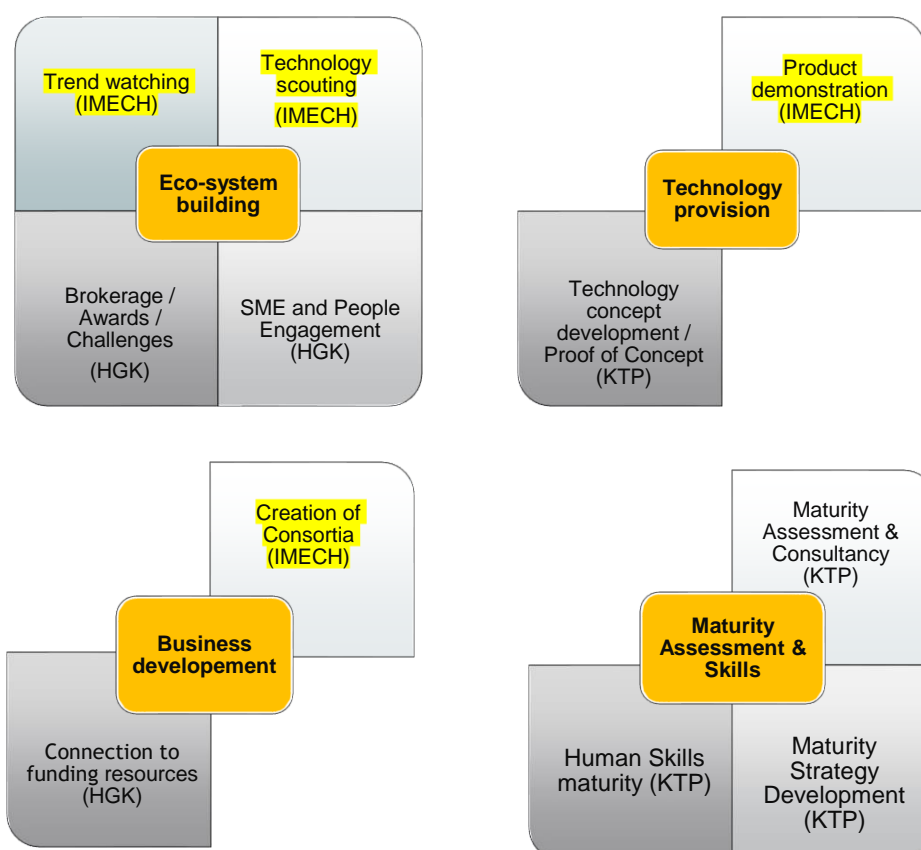 Trend watching
(IMECH)
Technology
scouting
(IMECH)
Eco-system
building
Brokerage /
Awards /
Challenges
(HGK)
SME and People
Engagement
(HGK)
Product
demonstration
(IMECH)
Technology
provision
Technology
concept
development /
Proof of Concept
(KTP)
Creation of
Consortia
(IMECH)
Business
developement
Connection to
funding resources
(HGK)
Maturity
Assessment &
Consultancy
(KTP)
Maturity
Assessment &
Skills
Human Skills
maturity (KTP)
Maturity
Strategy
Development
(KTP)